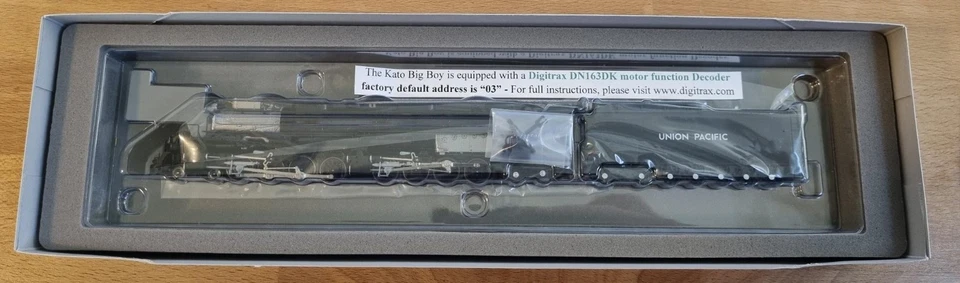 The Kato Big Boy is equipped with a Digitrax DN163DK motor function Decoder
factory default address is “03” - For full instructions, please visit www.digitrax.com
UNION PACIFIC